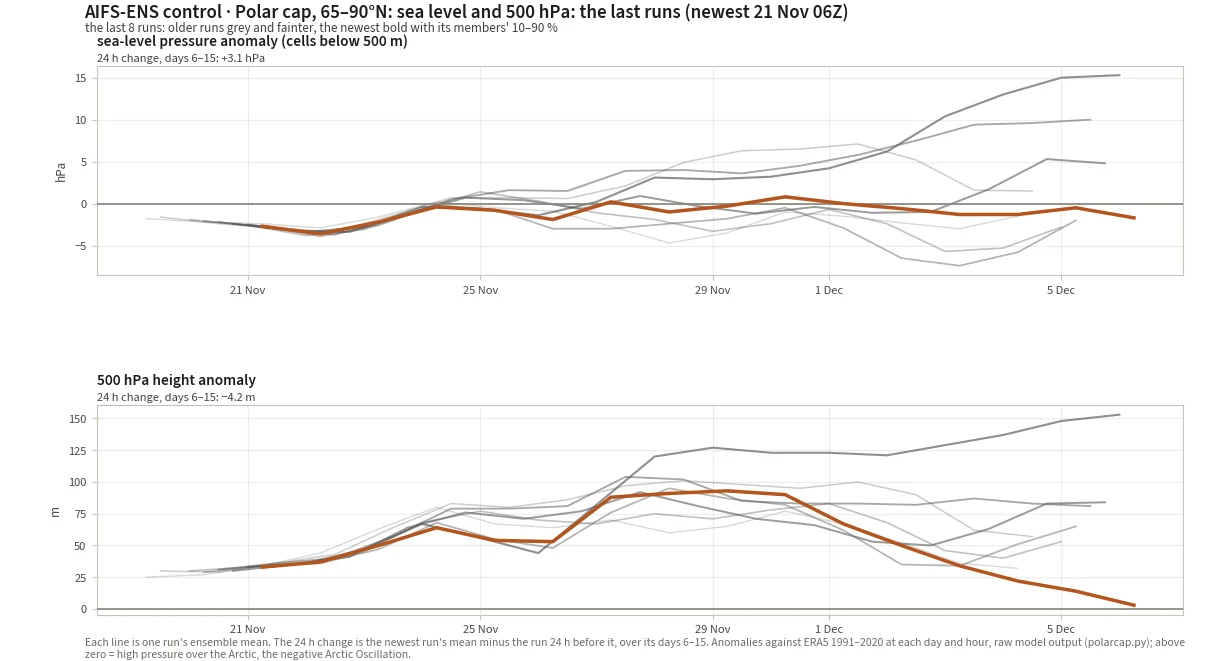 AIFS-ENS control · Polar cap, 65–90°N: sea level and 500 hPa: the last runs (newest 21 Nov 06Z)
the last 8 runs: older runs grey and fainter, the newest bold with its members' 10–90 %
sea-level pressure anomaly (cells below 500 m)
24 h change, days 6–15: +3.1 hPa
15
10
5
0
−5
hPa
21 Nov
25 Nov
29 Nov
1 Dec
5 Dec
500 hPa height anomaly
24 h change, days 6–15: −4.2 m
150
125
100
75
50
25
0
m
21 Nov
25 Nov
29 Nov
1 Dec
5 Dec
Each line is one run's ensemble mean. The 24 h change is the newest run's mean minus the run 24 h before it, over its days 6–15. Anomalies against ERA5 1991–2020 at each day and hour, raw model output (polarcap.py); above
zero = high pressure over the Arctic, the negative Arctic Oscillation.